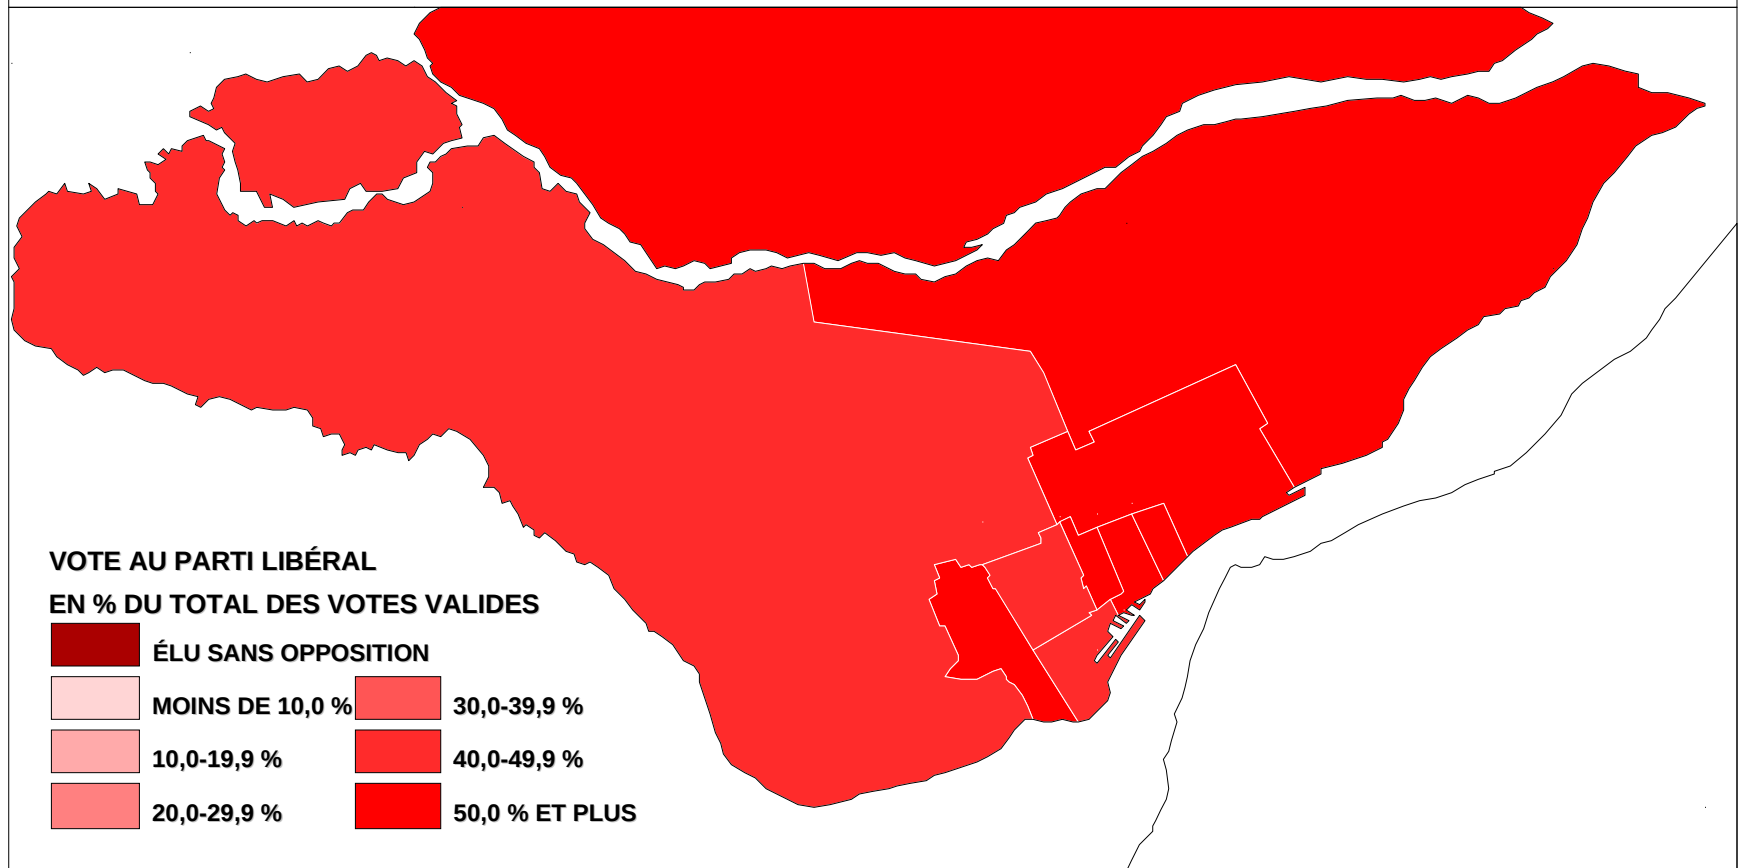 VOTE AU PARTI LIBÉRAL
EN % DU TOTAL DES VOTES VALIDES
ÉLU SANS OPPOSITION
MOINS DE 10,0 %
10,0-19,9 %
20,0-29,9 %
30,0-39,9 %
40,0-49,9 %
50,0 % ET PLUS